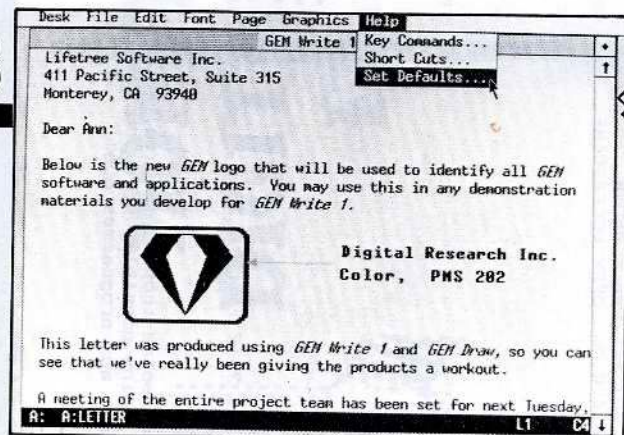 Desk File Edit Font Page Graphics Help
GEM Write 1
Key Commands...
Short Cuts...
Set Defaults...
Lifetree Software Inc.
411 Pacific Street, Suite 315
Monterey, CA 93940
Dear Ann:
Below is the new GEM logo that will be used to identify all GEM
software and applications. You may use this in any demonstration
materials you develop for GEM Write 1.
Digital Research Inc.
Color, PMS 202
This letter was produced using GEM Write 1 and GEM Draw, so you can
see that we've really been giving the products a workout.
A meeting of the entire project team has been set for next Tuesday,
A: A:LETTER L1 C4